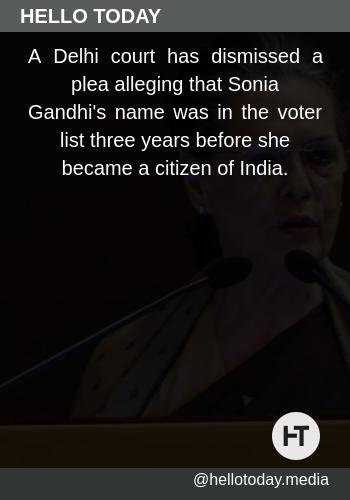 HELLO TODAY
A Delhi court has dismissed a
plea alleging that Sonia
Gandhi's name was in the voter
list three years before she
became a citizen of India.
HT
@hellotoday.media